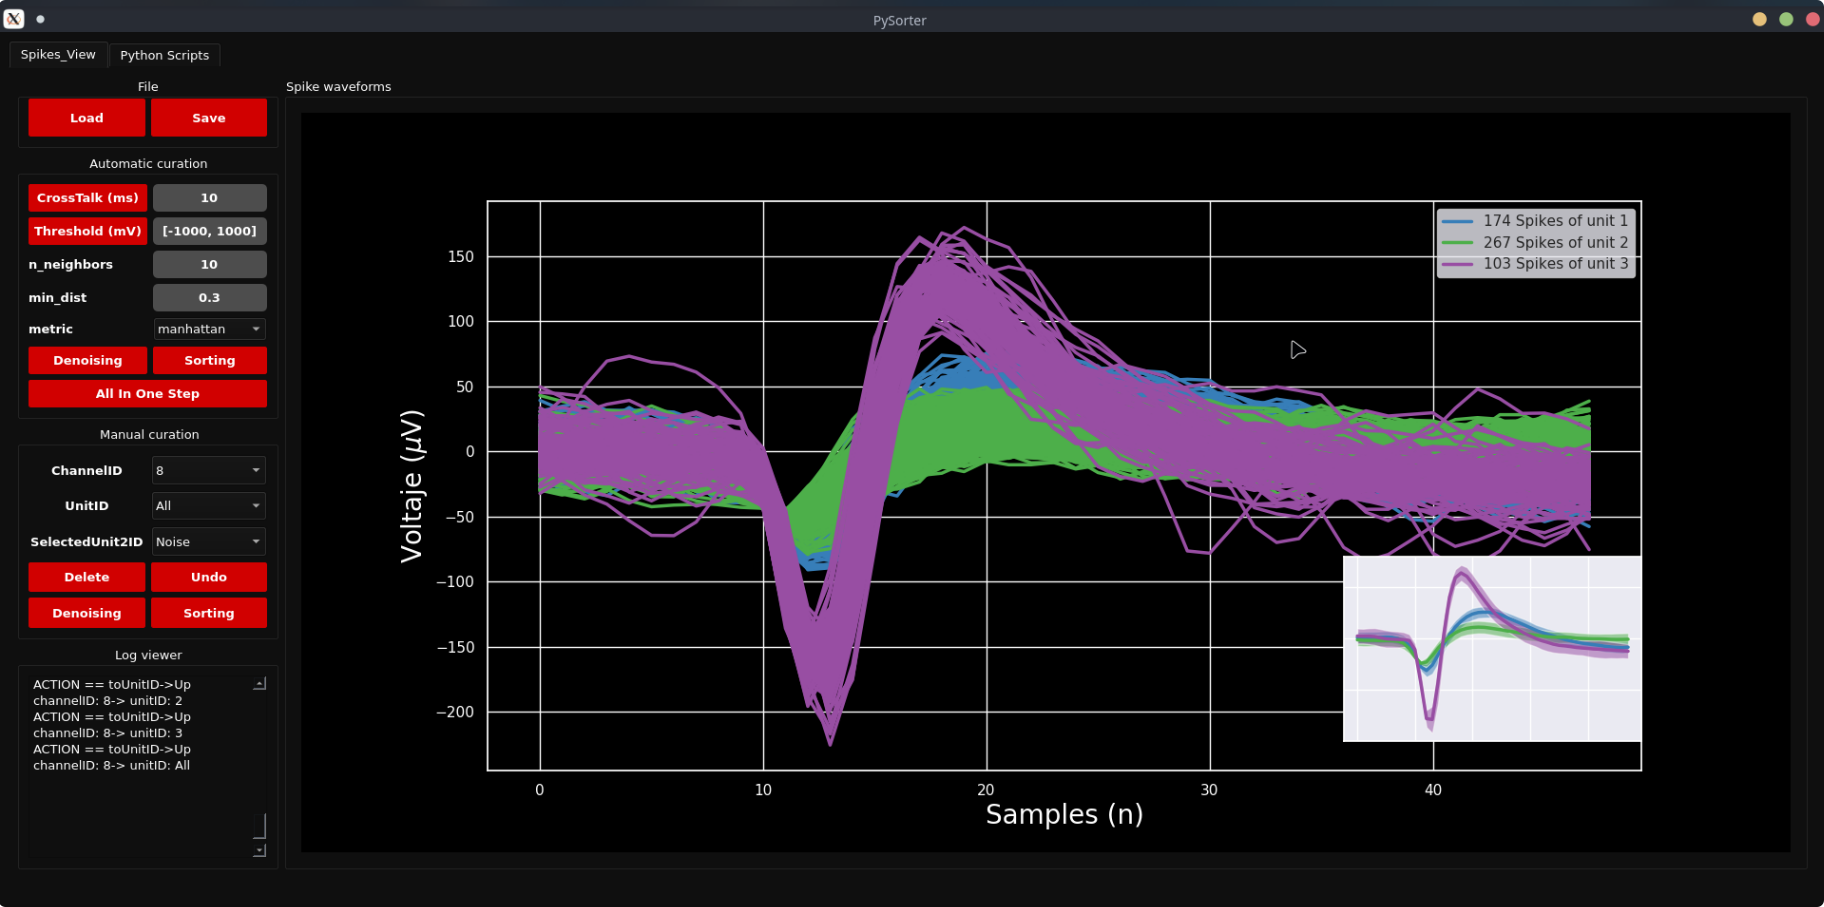 PySorter
Spikes_View
Python Scripts
File
Load
Save
Automatic curation
CrossTalk (ms)
10
Threshold (mV)
[-1000, 1000]
n_neighbors
10
min_dist
0.3
metric
manhattan
Denoising
Sorting
All In One Step
Manual curation
ChannelID
8
UnitID
All
SelectedUnit2ID
Noise
Delete
Undo
Denoising
Sorting
Log viewer
ACTION == toUnitID->Up
channelID: 8-> unitID: 2
ACTION == toUnitID->Up
channelID: 8-> unitID: 3
ACTION == toUnitID->Up
channelID: 8-> unitID: All
Spike waveforms
174 Spikes of unit 1
267 Spikes of unit 2
103 Spikes of unit 3
Voltaje (μV)
150
100
50
0
−50
−100
−150
−200
0
10
20
30
40
Samples (n)